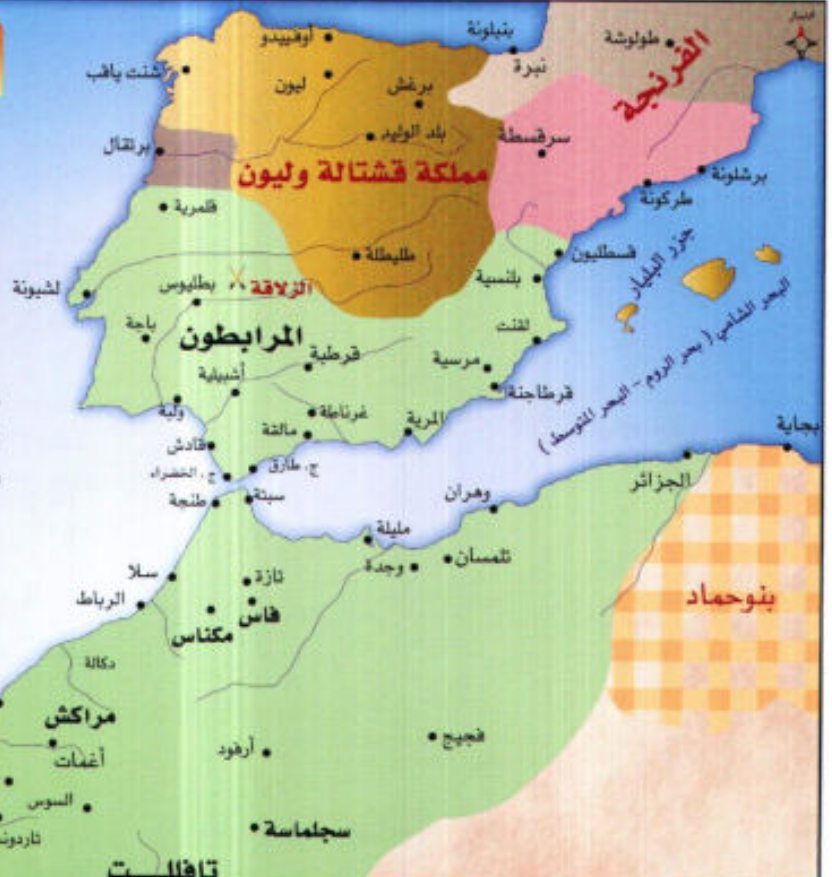 الشمال
بنبلونة
أوفييدو
طولوشة
الفرنجة
نبرة
شنت ياقب
ليون
برغش
سرقسطة
بلد الوليد
برتقال
مملكة قشتالة وليون
برشلونة
طركونة
قلمرية
جزر البليار
قسطليون
طليطلة
بلنسية
بطليوس
الزلاقة
لشبونة
البحر الشامي ( بحر الروم - البحر المتوسط )
لقنت
باجة
المرابطون
قرطبة
مرسية
أشبيلية
قرطاجنة
ولبة
غرناطة
المرية
مالقة
قادش
بجاية
ج. طارق
ج. الخضراء
الجزائر
سبتة
طنجة
وهران
مليلة
تلمسان
وجدة
سلا
تازة
الرباط
فاس
مكناس
بنوحماد
دكالة
مراكش
فجيج
أرفود
أغمات
السوس
سجلماسة
تافللت